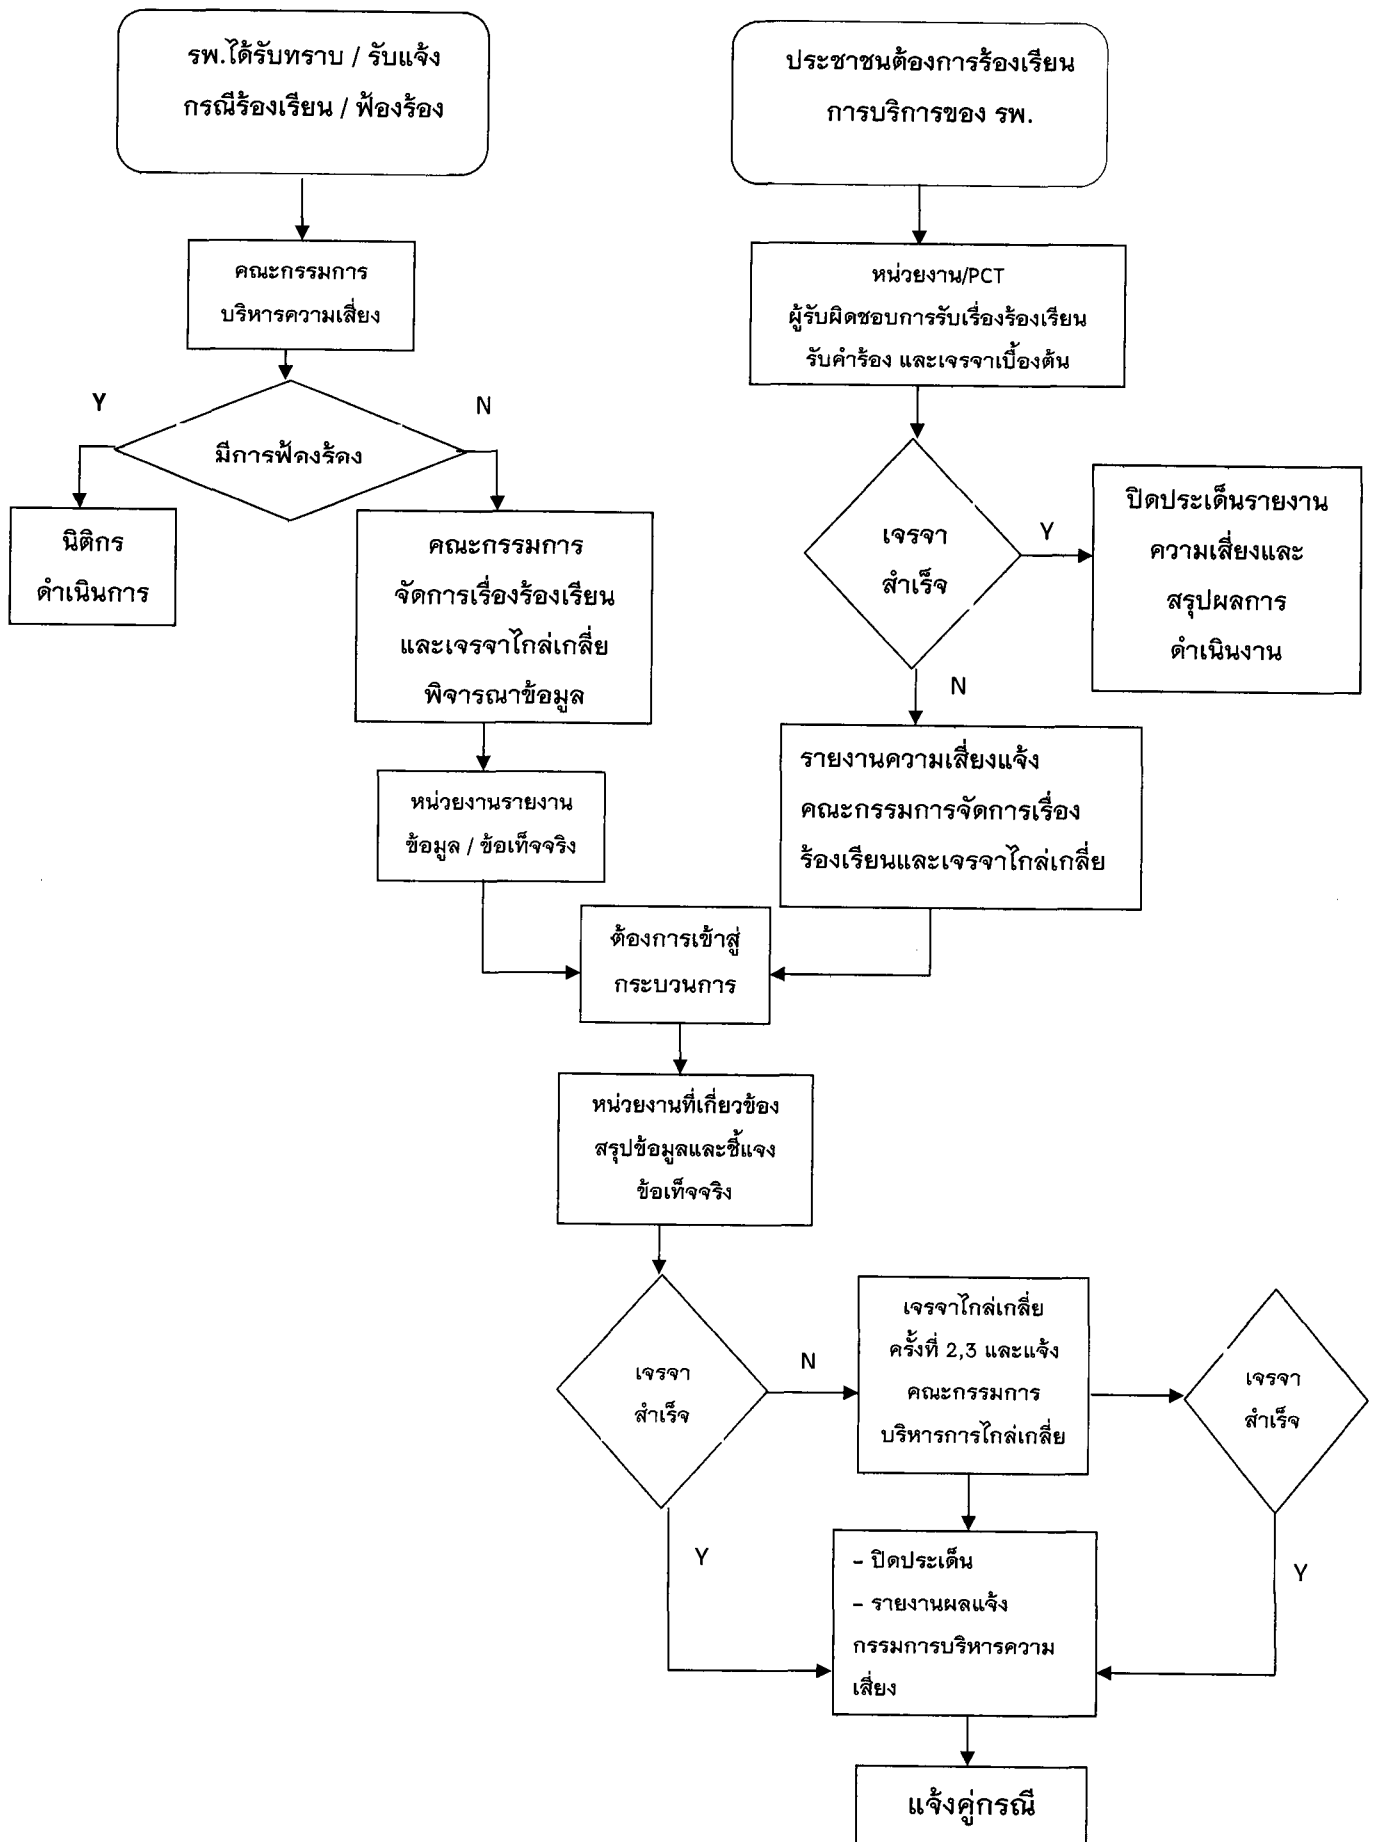 รพ.ได้รับทราบ / รับแจ้ง
กรณีร้องเรียน / ฟ้องร้อง
ประชาชนต้องการร้องเรียน
การบริการของ รพ.
คณะกรรมการ
บริหารความเสี่ยง
หน่วยงาน/PCT
ผู้รับผิดชอบการรับเรื่องร้องเรียน
รับคำร้อง และเจรจาเบื้องต้น
Y
N
มีการฟ้องร้อง
นิติกร
ดำเนินการ
คณะกรรมการ
จัดการเรื่องร้องเรียน
และเจรจาไกล่เกลี่ย
พิจารณาข้อมูล
เจรจา
สำเร็จ
Y
ปิดประเด็นรายงาน
ความเสี่ยงและ
สรุปผลการ
ดำเนินงาน
N
หน่วยงานรายงาน
ข้อมูล / ข้อเท็จจริง
รายงานความเสี่ยงแจ้ง
คณะกรรมการจัดการเรื่อง
ร้องเรียนและเจรจาไกล่เกลี่ย
ต้องการเข้าสู่
กระบวนการ
หน่วยงานที่เกี่ยวข้อง
สรุปข้อมูลและชี้แจง
ข้อเท็จจริง
เจรจา
สำเร็จ
N
เจรจาไกล่เกลี่ย
ครั้งที่ 2,3 และแจ้ง
คณะกรรมการ
บริหารการไกล่เกลี่ย
เจรจา
สำเร็จ
Y
– ปิดประเด็น
– รายงานผลแจ้ง
กรรมการบริหารความ
เสี่ยง
Y
แจ้งคู่กรณี